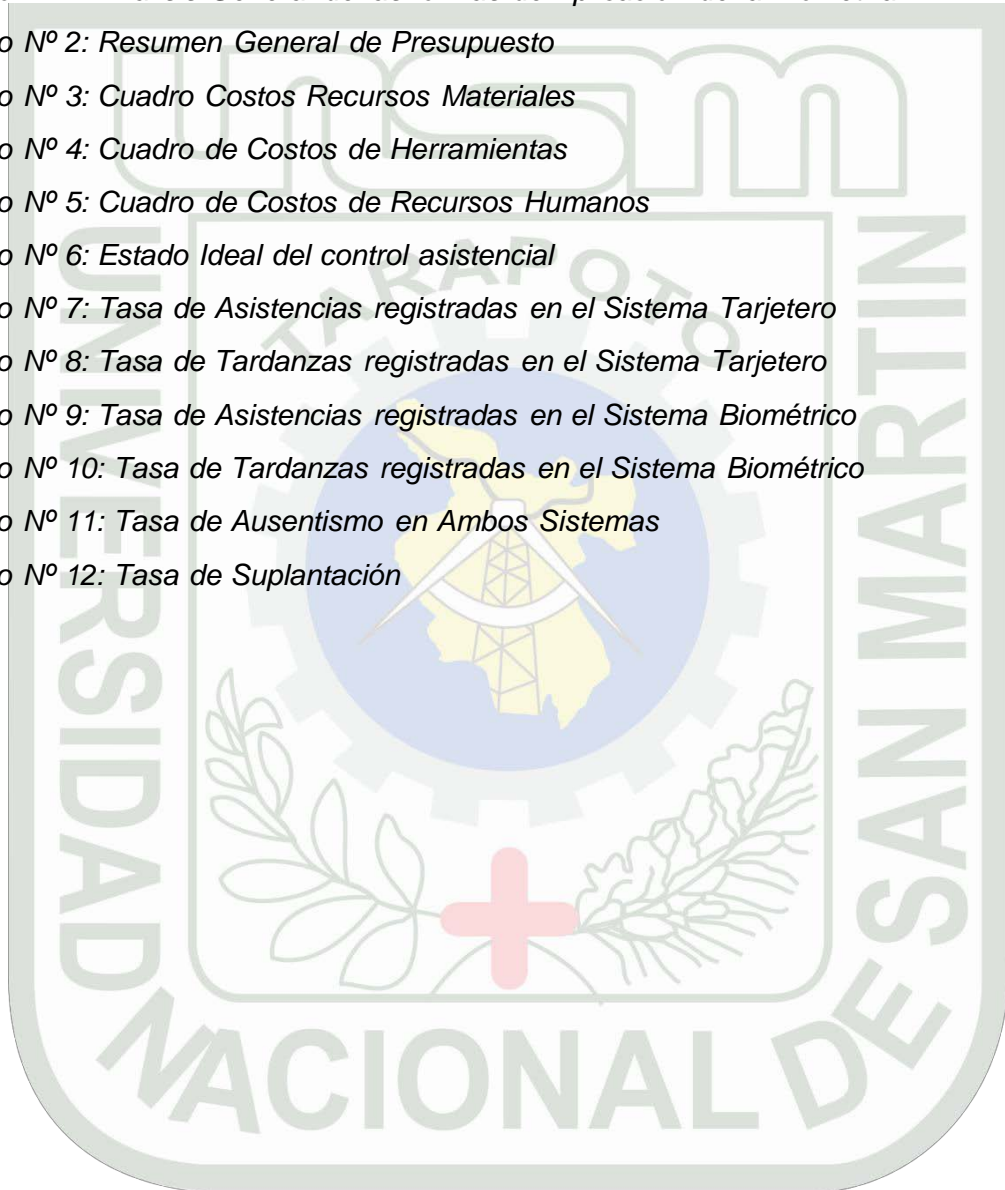 o Nº 2: Resumen General de Presupuesto
o Nº 3: Cuadro Costos Recursos Materiales
o Nº 4: Cuadro de Costos de Herramientas
o Nº 5: Cuadro de Costos de Recursos Humanos
o Nº 6: Estado Ideal del control asistencial
o Nº 7: Tasa de Asistencias registradas en el Sistema Tarjetero
o Nº 8: Tasa de Tardanzas registradas en el Sistema Tarjetero
o Nº 9: Tasa de Asistencias registradas en el Sistema Biométrico
o Nº 10: Tasa de Tardanzas registradas en el Sistema Biométrico
o Nº 11: Tasa de Ausentismo en Ambos Sistemas
o Nº 12: Tasa de Suplantación
unsm
TARAPOTO
UNIVERSIDAD
NACIONAL DE
SAN MARTIN